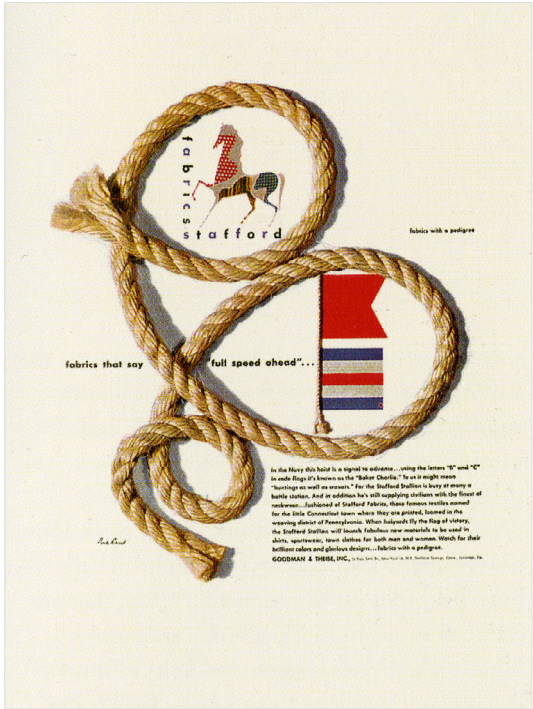 fabrics
stafford
fabrics with a pedigree
fabrics that say "full speed ahead"...
In the Navy this hoist is a signal to advance...using the letters "B" and "C"
in code flags it's known as the "Baker Charlie." To us it might mean
"buntings as well as cravats." For the Stafford Stallion is busy at many a
battle station. And in addition he's still supplying civilians with the finest of
neckwear...fashioned of Stafford Fabrics, those famous textiles named
for the little Connecticut town where they are printed, loomed in the
weaving district of Pennsylvania. When halyards fly the flag of victory,
the Stafford Stallion will launch fabulous new materials to be used in
shirts, sportswear, town clothes for both men and women. Watch for their
brilliant colors and glorious designs...fabrics with a pedigree.
GOODMAN & THEISE, INC.,
Paul Rand